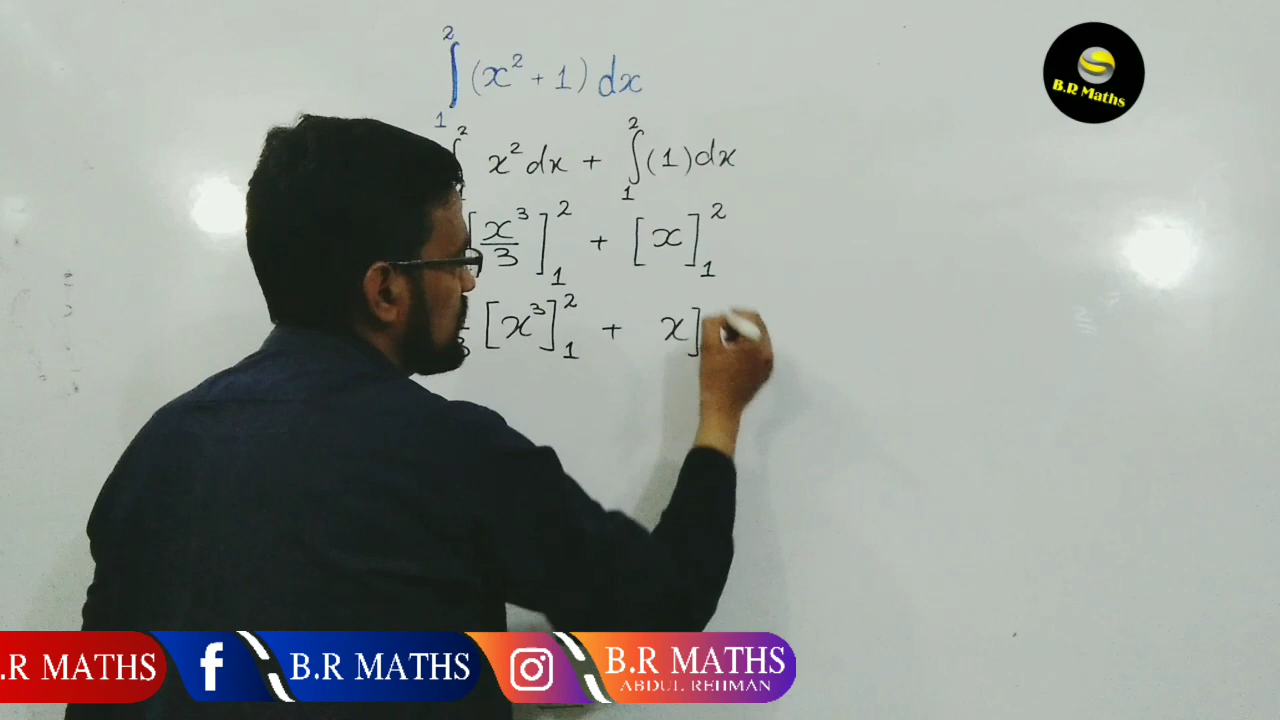 ∫₁² (x² + 1) dx
∫² x² dx + ∫₁² (1) dx
[x³/3]₁² + [x]₁²
[x³]₁² + x]
B.R Maths
.R MATHS
B.R MATHS
B.R MATHS
ABDUL REHMAN